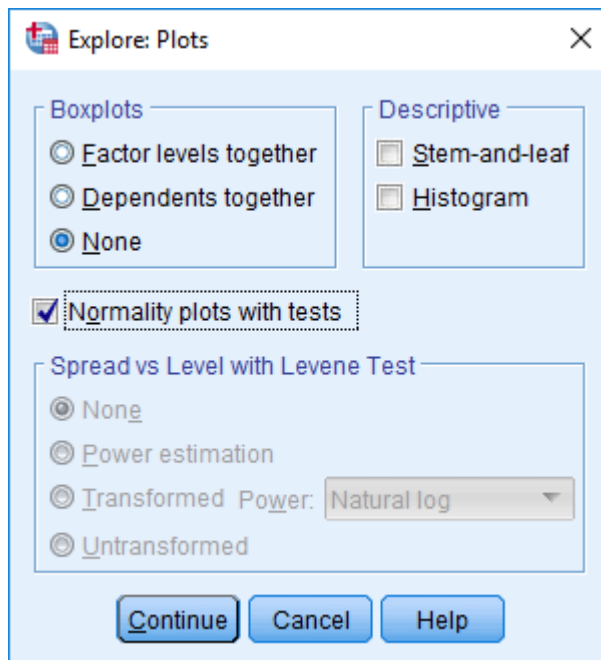 Explore: Plots
Boxplots
Factor levels together
Dependents together
None
Descriptive
Stem-and-leaf
Histogram
Normality plots with tests
Spread vs Level with Levene Test
None
Power estimation
Transformed Power: Natural log
Untransformed
Continue Cancel Help